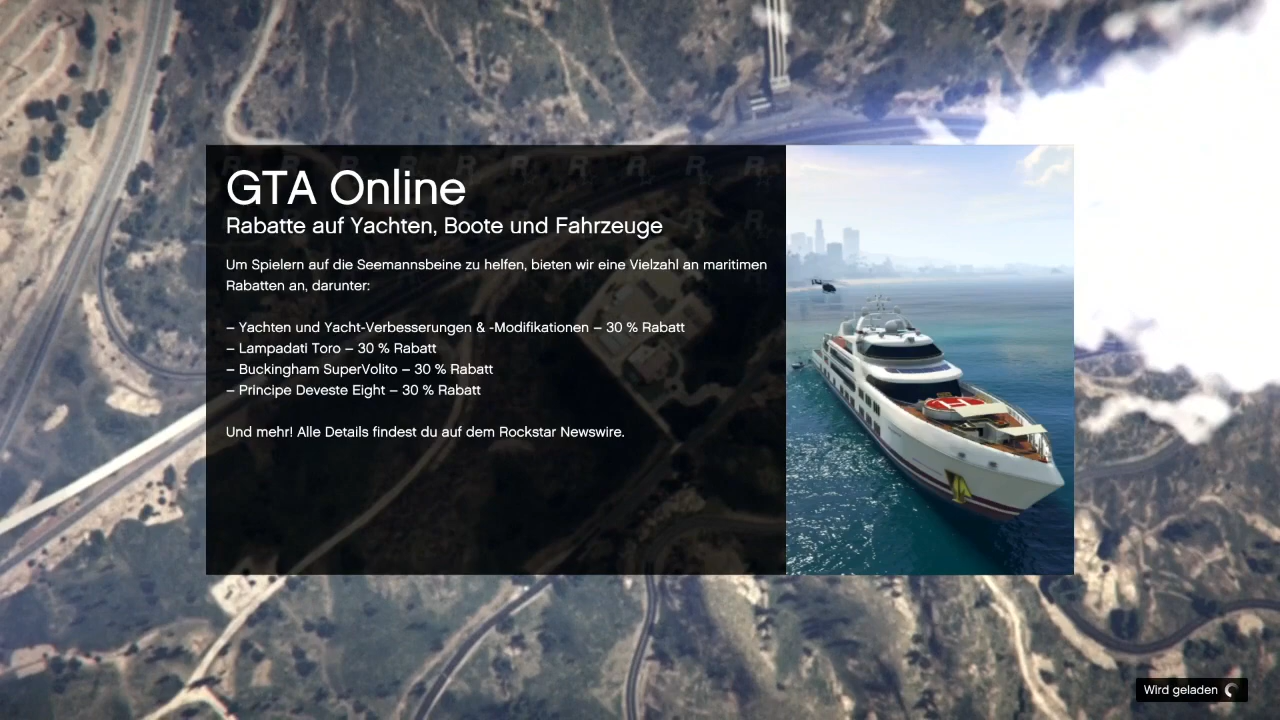 GTA Online
Rabatte auf Yachten, Boote und Fahrzeuge
Um Spielern auf die Seemannsbeine zu helfen, bieten wir eine Vielzahl an maritimen
Rabatten an, darunter:
– Yachten und Yacht-Verbesserungen & -Modifikationen – 30 % Rabatt
– Lampadati Toro – 30 % Rabatt
– Buckingham SuperVolito – 30 % Rabatt
– Principe Deveste Eight – 30 % Rabatt
Und mehr! Alle Details findest du auf dem Rockstar Newswire.
Wird geladen